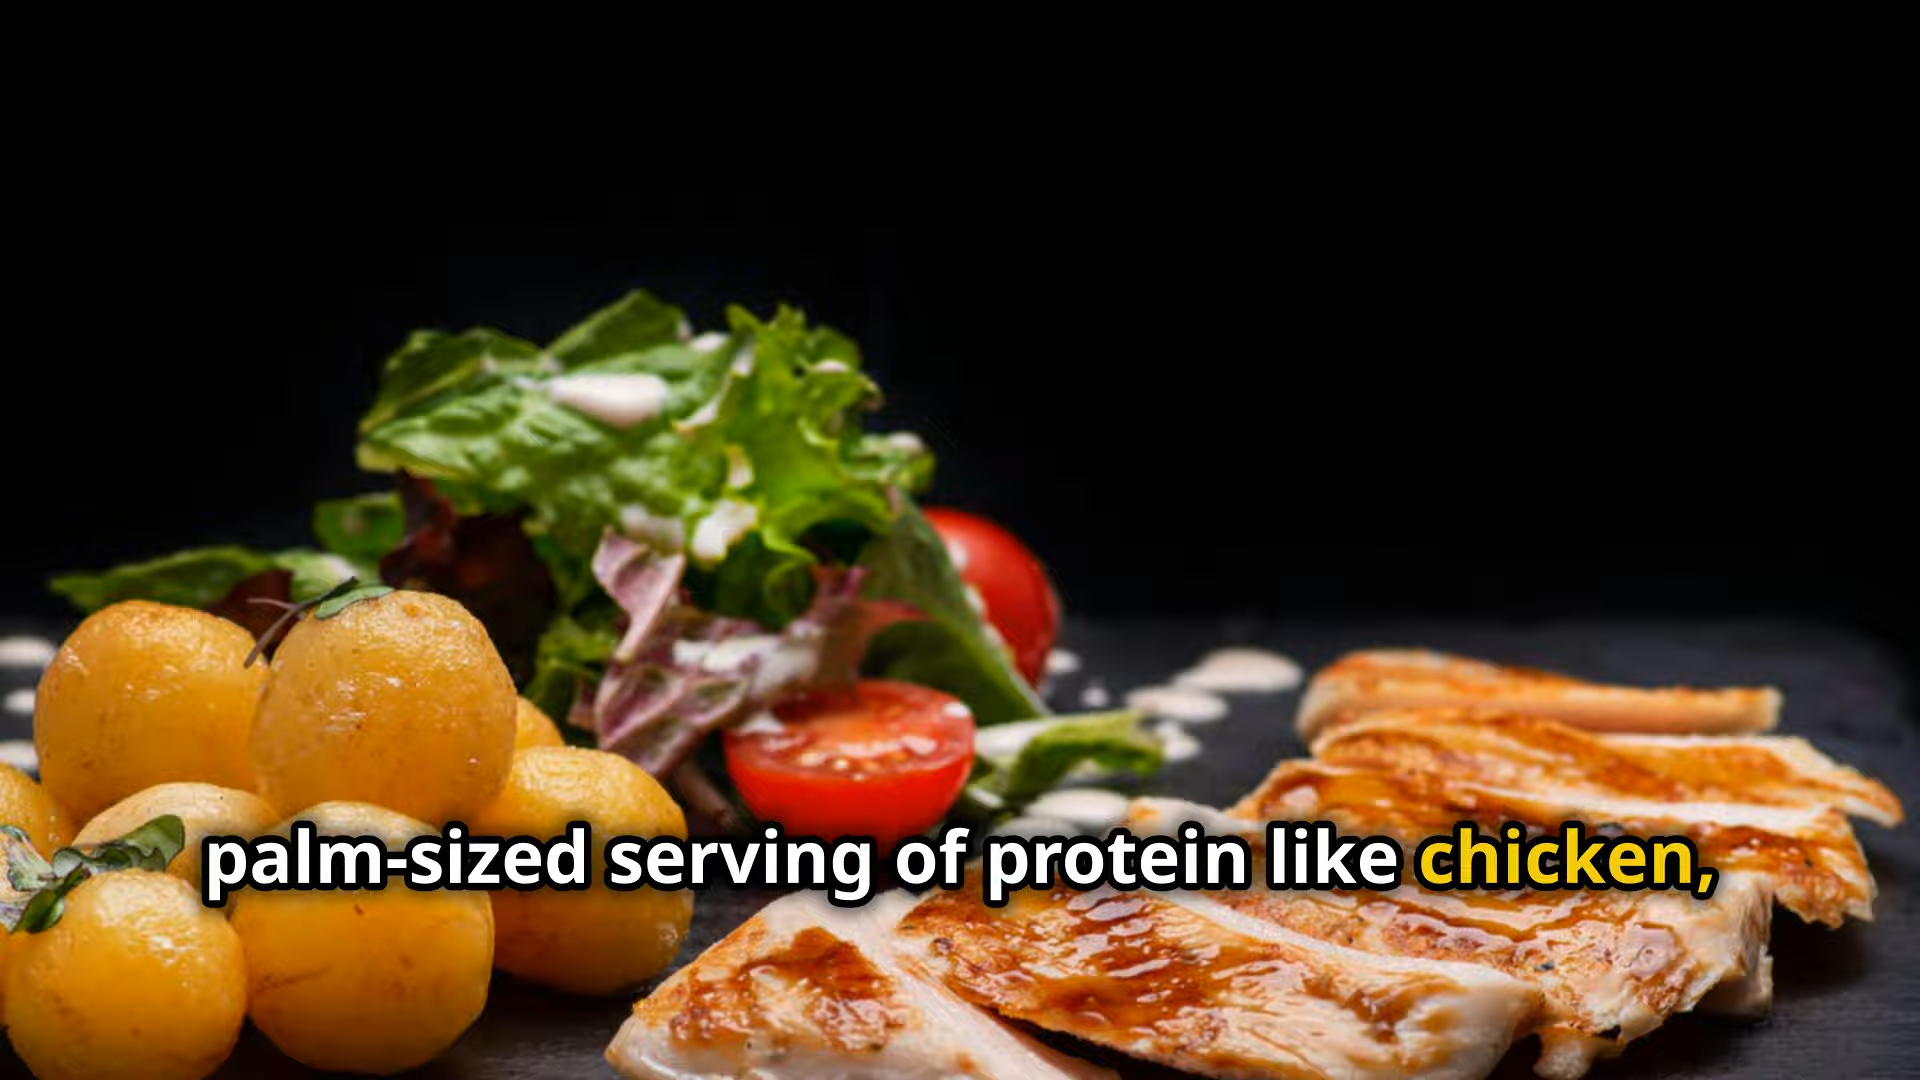 palm-sized serving of protein like chicken,